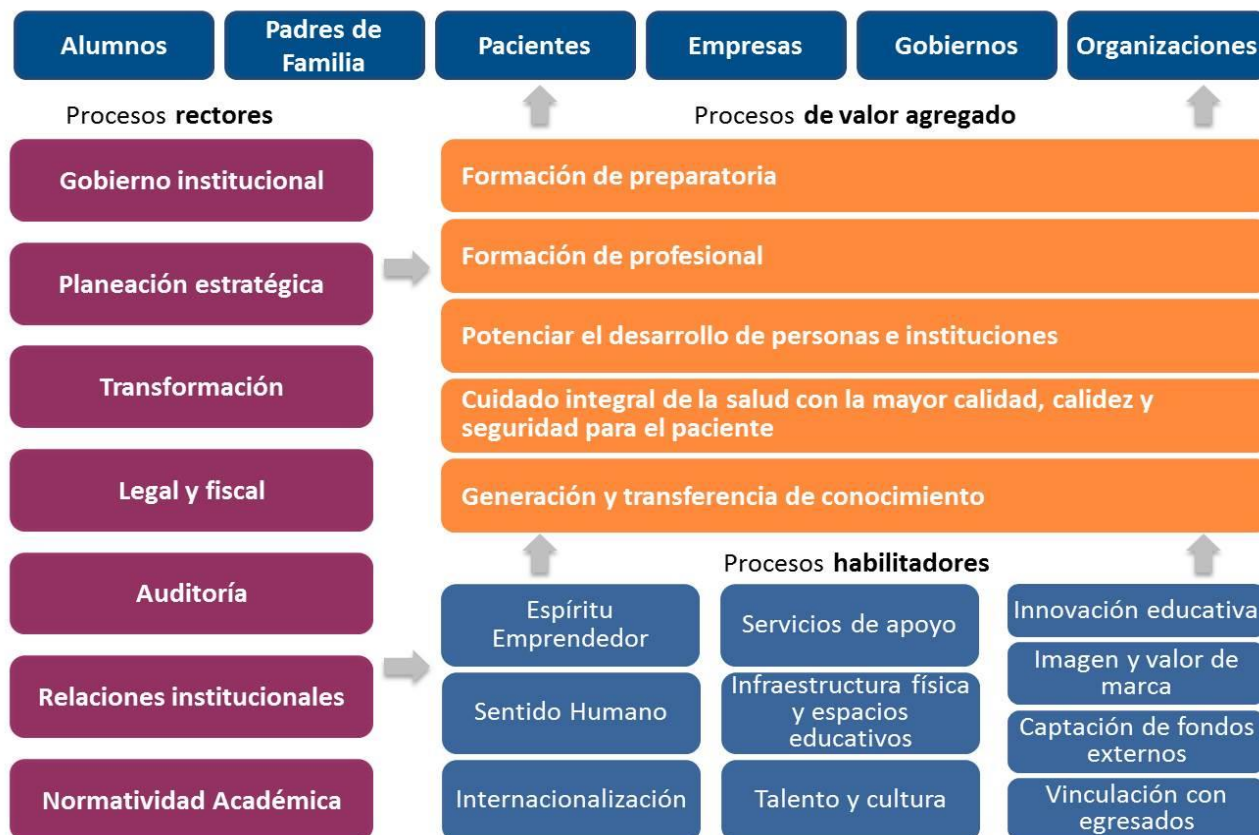 Alumnos
Padres de
Familia
Pacientes
Empresas
Gobiernos
Organizaciones
Procesos rectores
Gobierno institucional
Planeación estratégica
Transformación
Legal y fiscal
Auditoría
Relaciones institucionales
Normatividad Académica
Procesos de valor agregado
Formación de preparatoria
Formación de profesional
Potenciar el desarrollo de personas e instituciones
Cuidado integral de la salud con la mayor calidad, calidez y
seguridad para el paciente
Generación y transferencia de conocimiento
Procesos habilitadores
Espíritu
Emprendedor
Sentido Humano
Internacionalización
Servicios de apoyo
Infraestructura física
y espacios
educativos
Talento y cultura
Innovación educativa
Imagen y valor de
marca
Captación de fondos
externos
Vinculación con
egresados